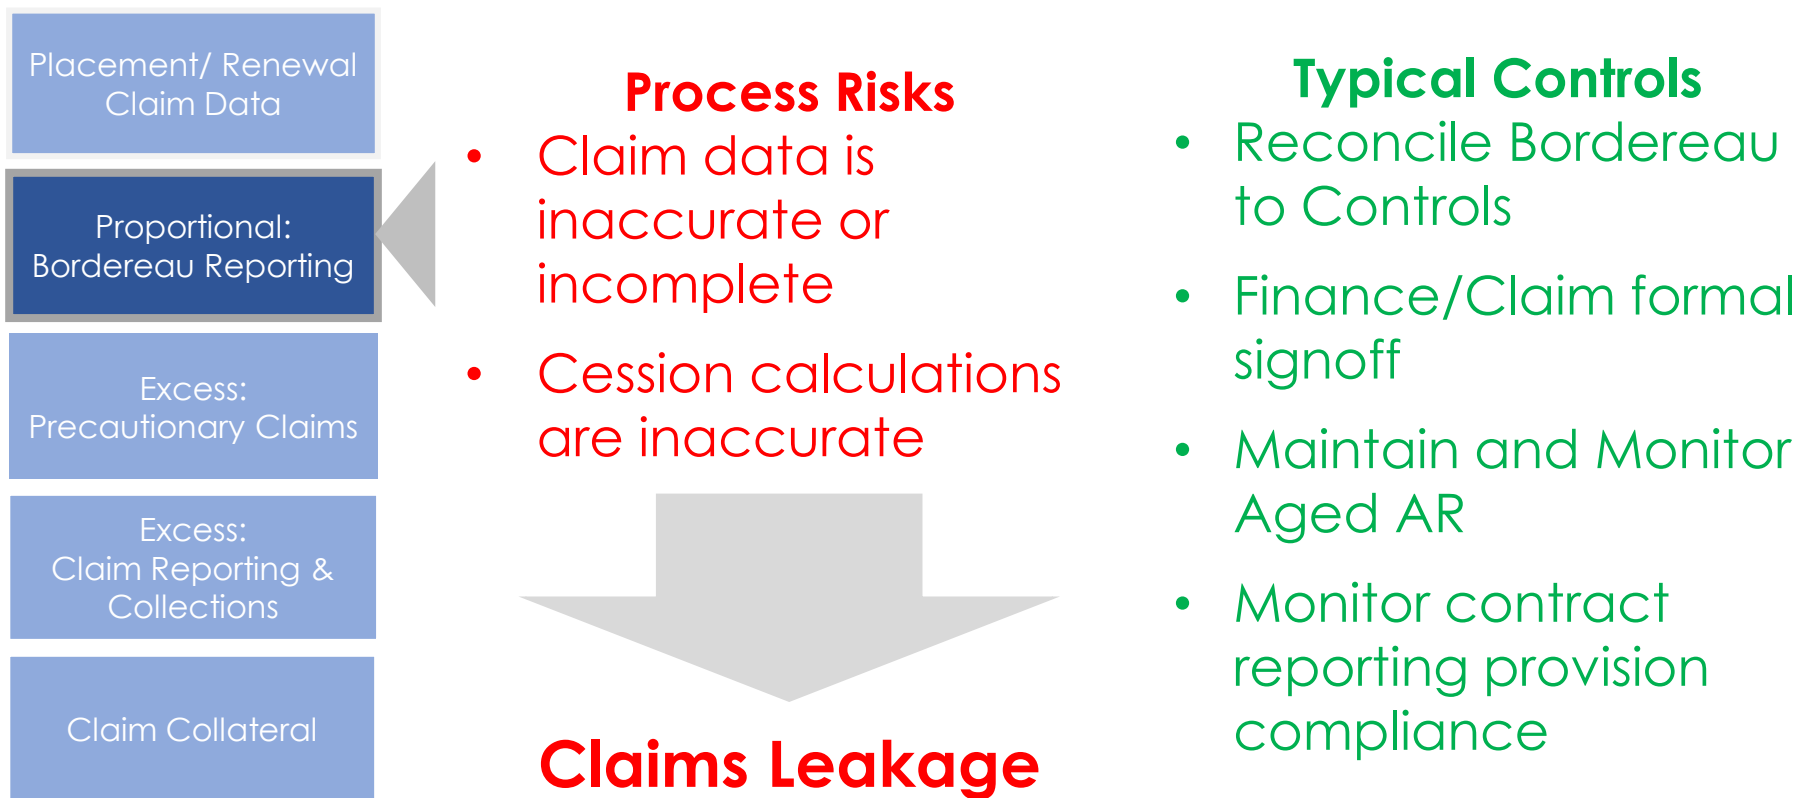 Placement/ Renewal
Claim Data
Proportional:
Bordereau Reporting
Excess:
Precautionary Claims
Excess:
Claim Reporting &
Collections
Claim Collateral
Process Risks
• Claim data is
inaccurate or
incomplete
• Cession calculations
are inaccurate
Claims Leakage
Typical Controls
• Reconcile Bordereau
to Controls
• Finance/Claim formal
signoff
• Maintain and Monitor
Aged AR
• Monitor contract
reporting provision
compliance